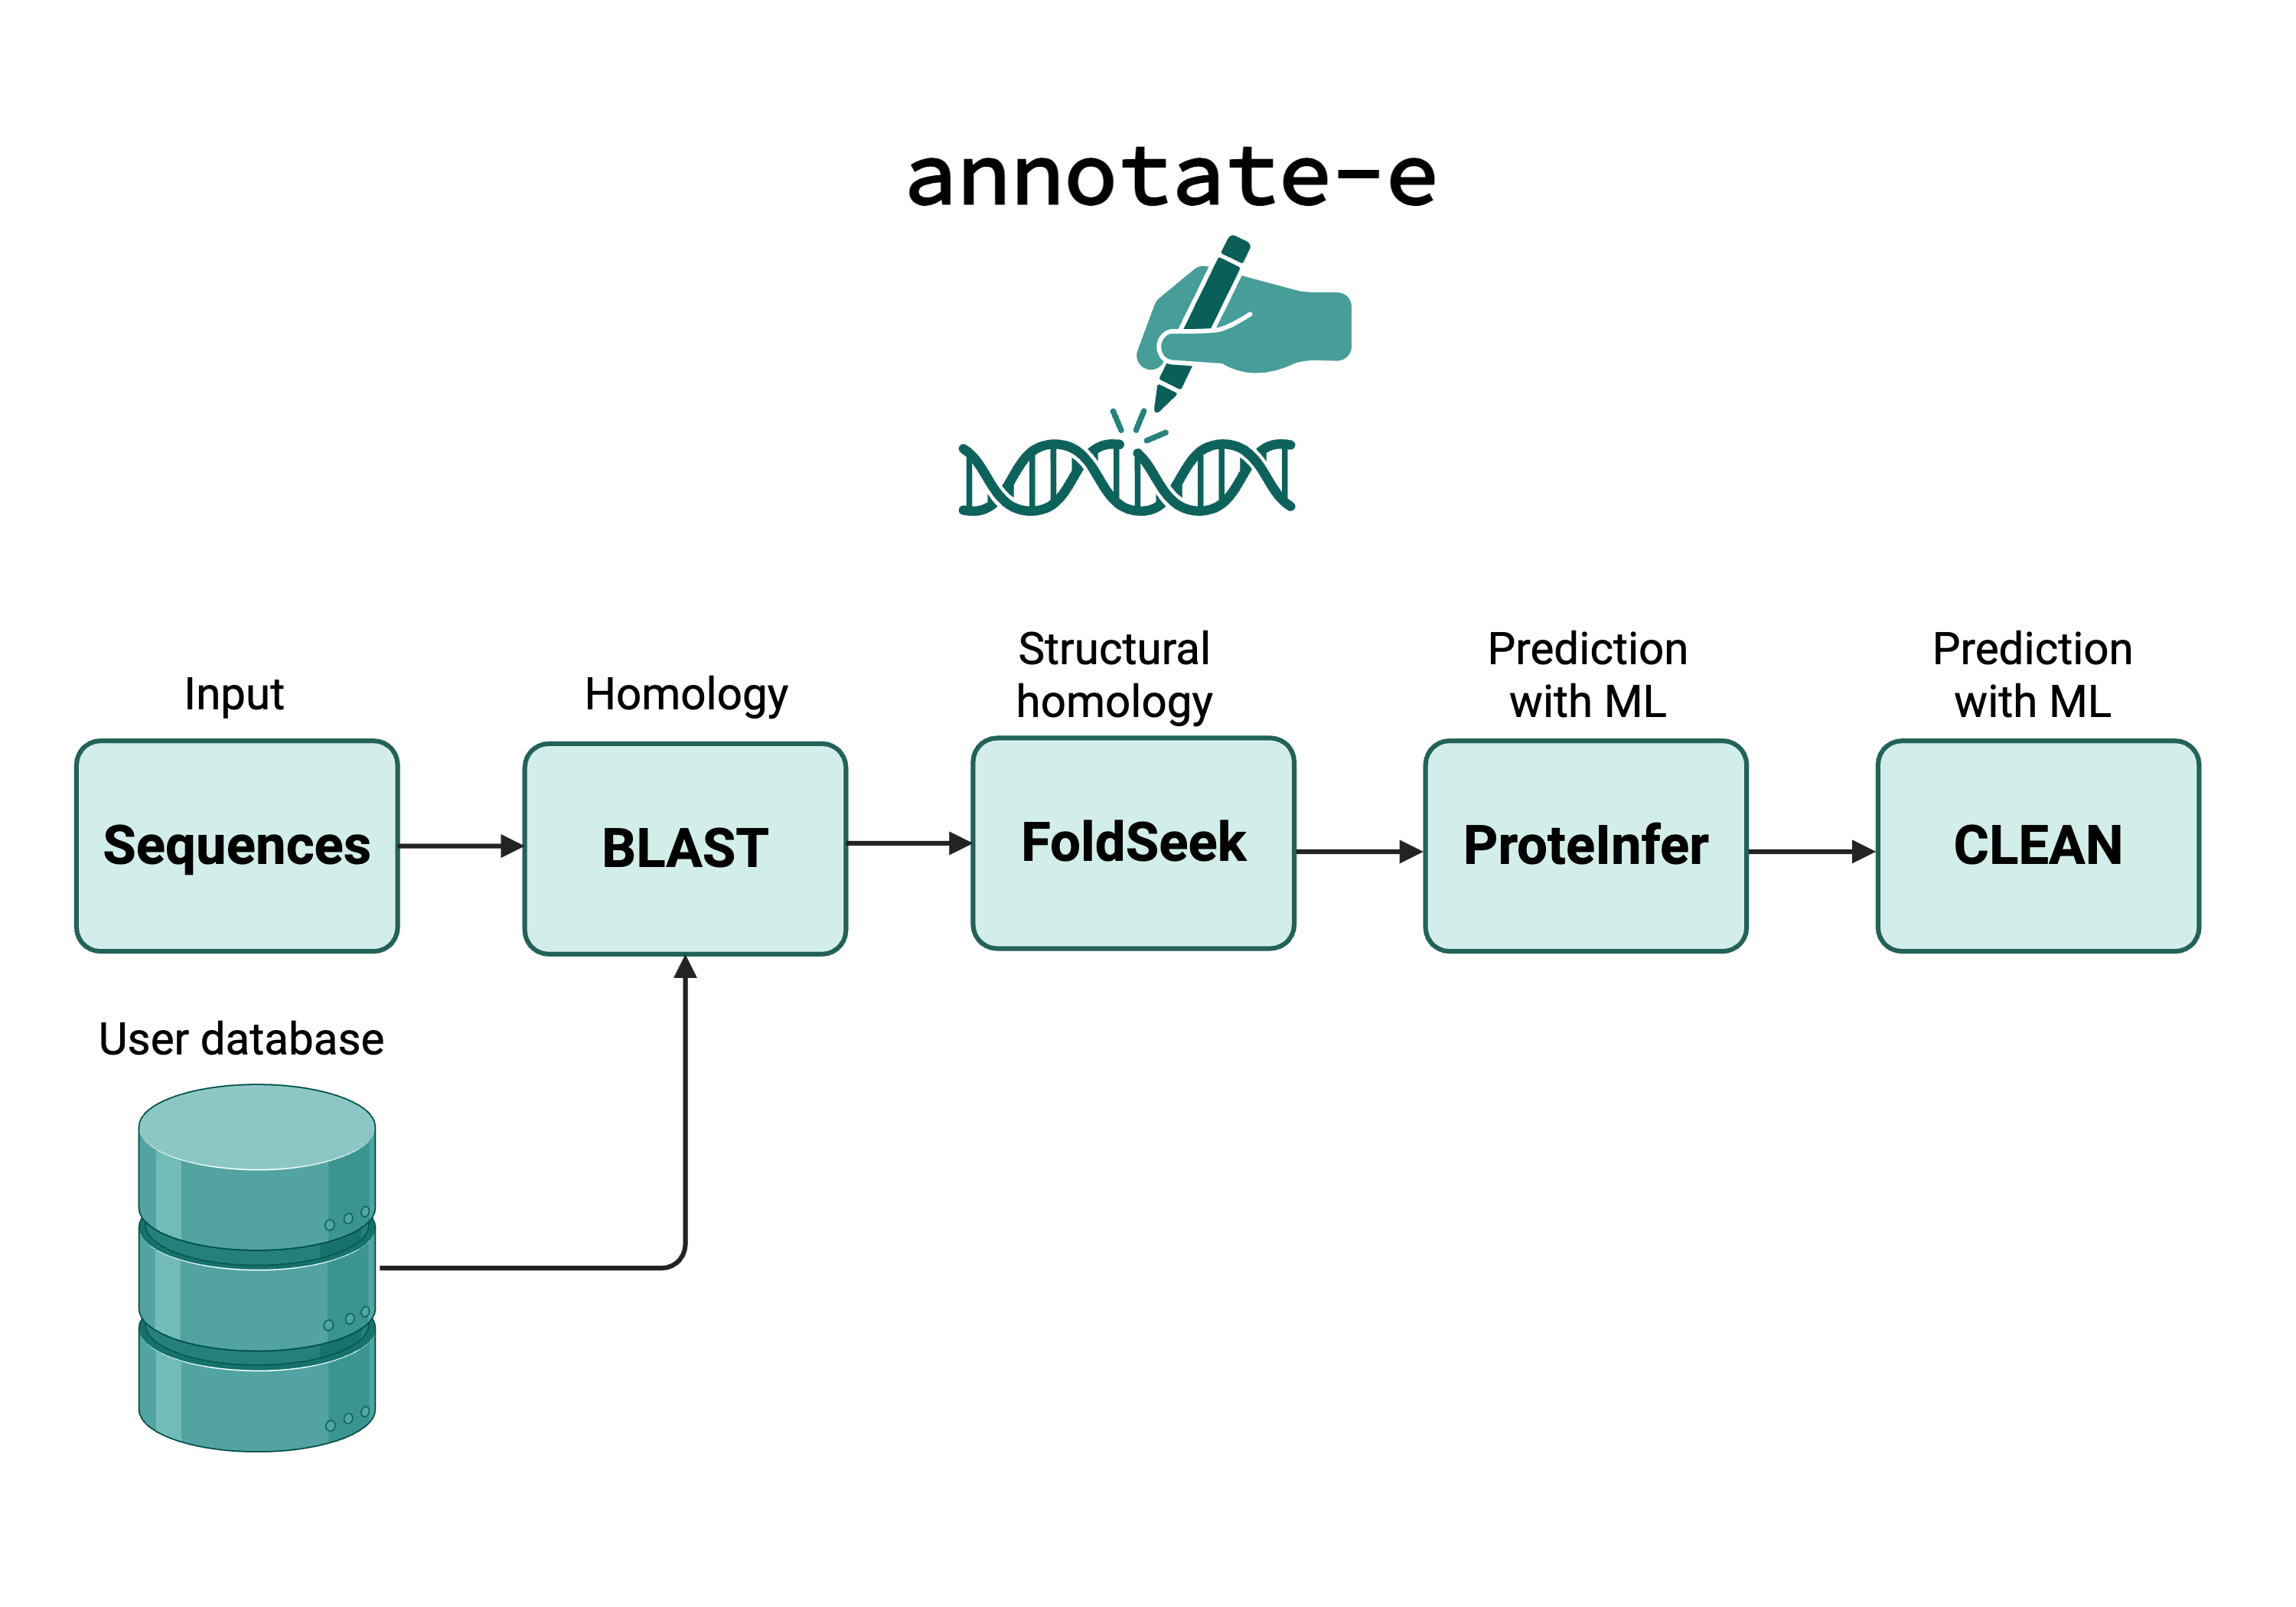 annotate-e
Input
Sequences
Homology
BLAST
Structural
homology
FoldSeek
Prediction
with ML
ProteInfer
Prediction
with ML
CLEAN
User database